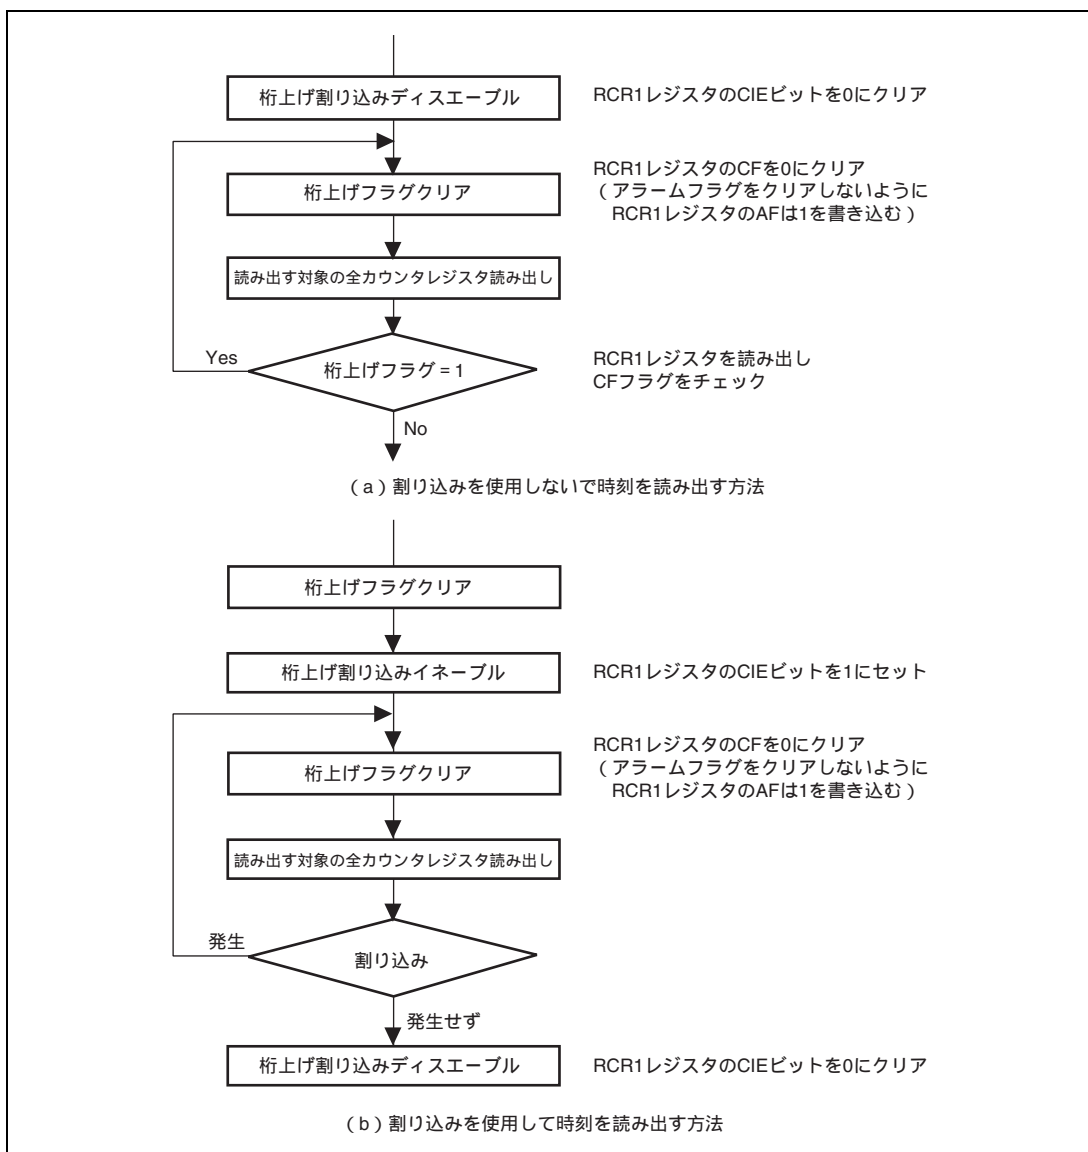 桁上げ割り込みディスエーブル
RCR1レジスタのCIEビットを0にクリア
桁上げフラグクリア
RCR1レジスタのCFを0にクリア
（アラームフラグをクリアしないように
RCR1レジスタのAFは1を書き込む）
読み出す対象の全カウンタレジスタ読み出し
Yes
桁上げフラグ = 1
RCR1レジスタを読み出し
CFフラグをチェック
No
（a）割り込みを使用しないで時刻を読み出す方法
桁上げフラグクリア
桁上げ割り込みイネーブル
RCR1レジスタのCIEビットを1にセット
桁上げフラグクリア
RCR1レジスタのCFを0にクリア
（アラームフラグをクリアしないように
RCR1レジスタのAFは1を書き込む）
読み出す対象の全カウンタレジスタ読み出し
発生
割り込み
発生せず
桁上げ割り込みディスエーブル
RCR1レジスタのCIEビットを0にクリア
（b）割り込みを使用して時刻を読み出す方法